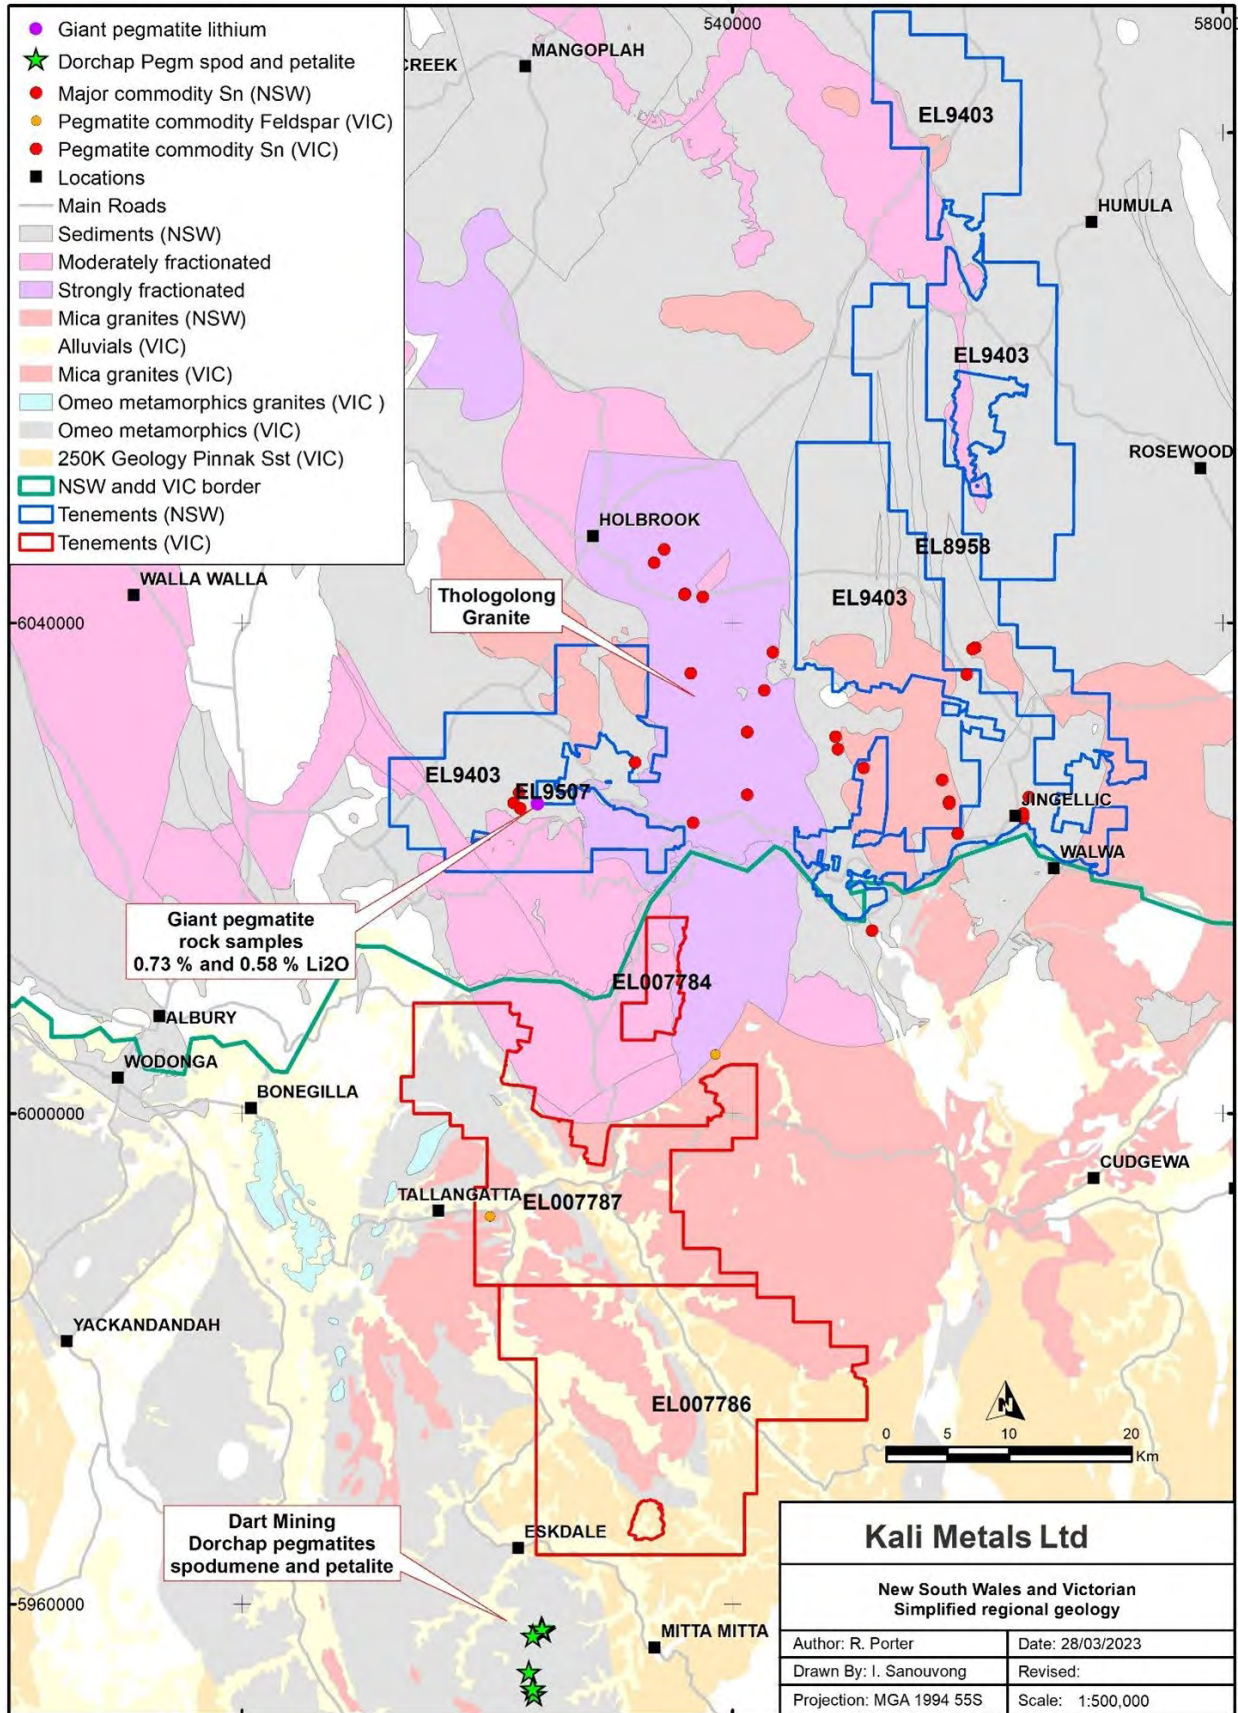 Giant pegmatite lithium
Dorchap Pegm spod and petalite
Major commodity Sn (NSW)
Pegmatite commodity Feldspar (VIC)
Pegmatite commodity Sn (VIC)
Locations
Main Roads
Sediments (NSW)
Moderately fractionated
Strongly fractionated
Mica granites (NSW)
Alluvials (VIC)
Mica granites (VIC)
Omeo metamorphics granites (VIC )
Omeo metamorphics (VIC)
250K Geology Pinnak Sst (VIC)
NSW andd VIC border
Tenements (NSW)
Tenements (VIC)
540000
5800
CREEK
MANGOPLAH
EL9403
HUMULA
EL9403
ROSEWOOD
HOLBROOK
EL8958
WALLA WALLA
Thologolong
Granite
EL9403
6040000
EL9403
EL9507
JINGELLIC
WALWA
Giant pegmatite
rock samples
0.73 % and 0.58 % Li2O
EL007784
ALBURY
WODONGA
BONEGILLA
6000000
CUDGEWA
TALLANGATTA
EL007787
YACKANDANDAH
EL007786
N
0 5 10 20
Km
Dart Mining
Dorchap pegmatites
spodumene and petalite
ESKDALE
5960000
MITTA MITTA
Kali Metals Ltd
New South Wales and Victorian
Simplified regional geology
Author: R. Porter
Date: 28/03/2023
Drawn By: I. Sanouvong
Revised:
Projection: MGA 1994 55S
Scale: 1:500,000